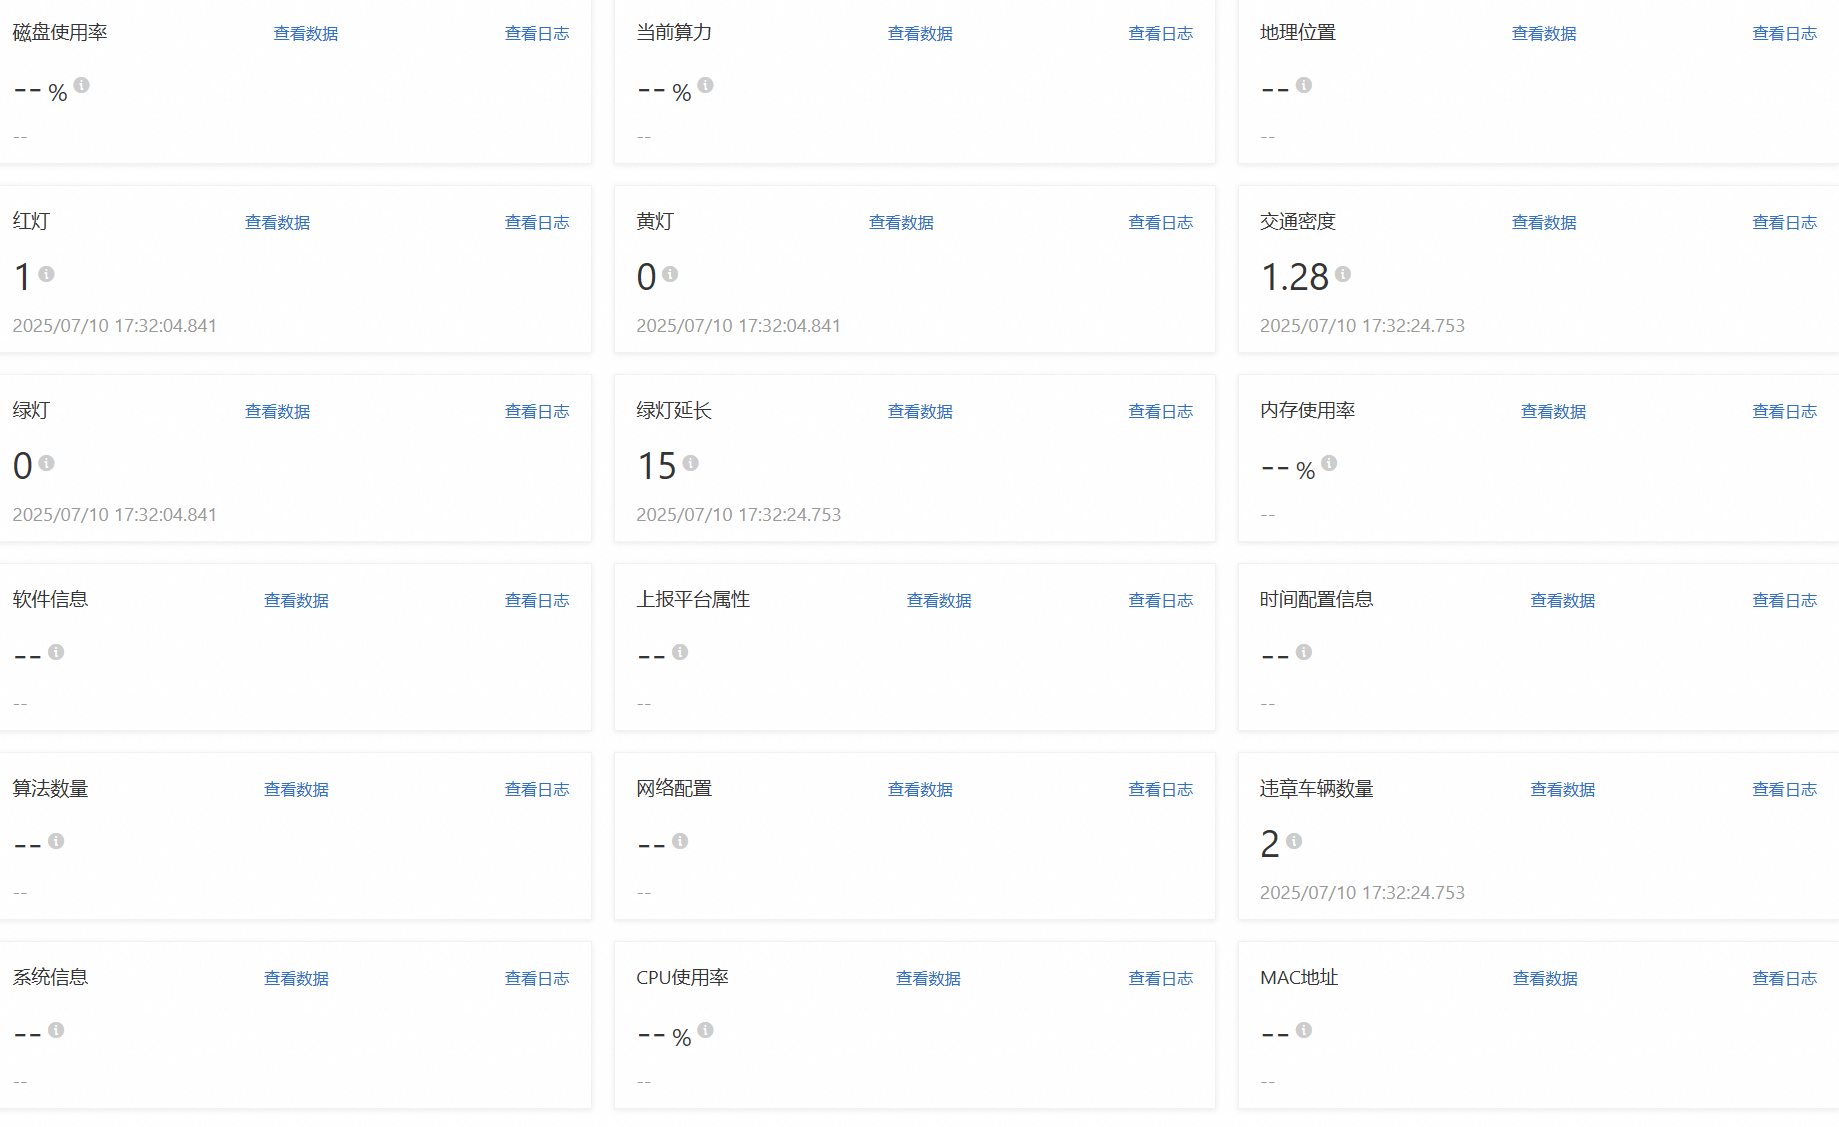 磁盘使用率 查看数据 查看日志
-- %
--
当前算力 查看数据 查看日志
-- %
--
地理位置 查看数据 查看日志
--
--
红灯 查看数据 查看日志
1
2025/07/10 17:32:04.841
黄灯 查看数据 查看日志
0
2025/07/10 17:32:04.841
交通密度 查看数据 查看日志
1.28
2025/07/10 17:32:24.753
绿灯 查看数据 查看日志
0
2025/07/10 17:32:04.841
绿灯延长 查看数据 查看日志
15
2025/07/10 17:32:24.753
内存使用率 查看数据 查看日志
-- %
--
软件信息 查看数据 查看日志
--
--
上报平台属性 查看数据 查看日志
--
--
时间配置信息 查看数据 查看日志
--
--
算法数量 查看数据 查看日志
--
--
网络配置 查看数据 查看日志
--
--
违章车辆数量 查看数据 查看日志
2
2025/07/10 17:32:24.753
系统信息 查看数据 查看日志
--
--
CPU使用率 查看数据 查看日志
-- %
--
MAC地址 查看数据 查看日志
--
--